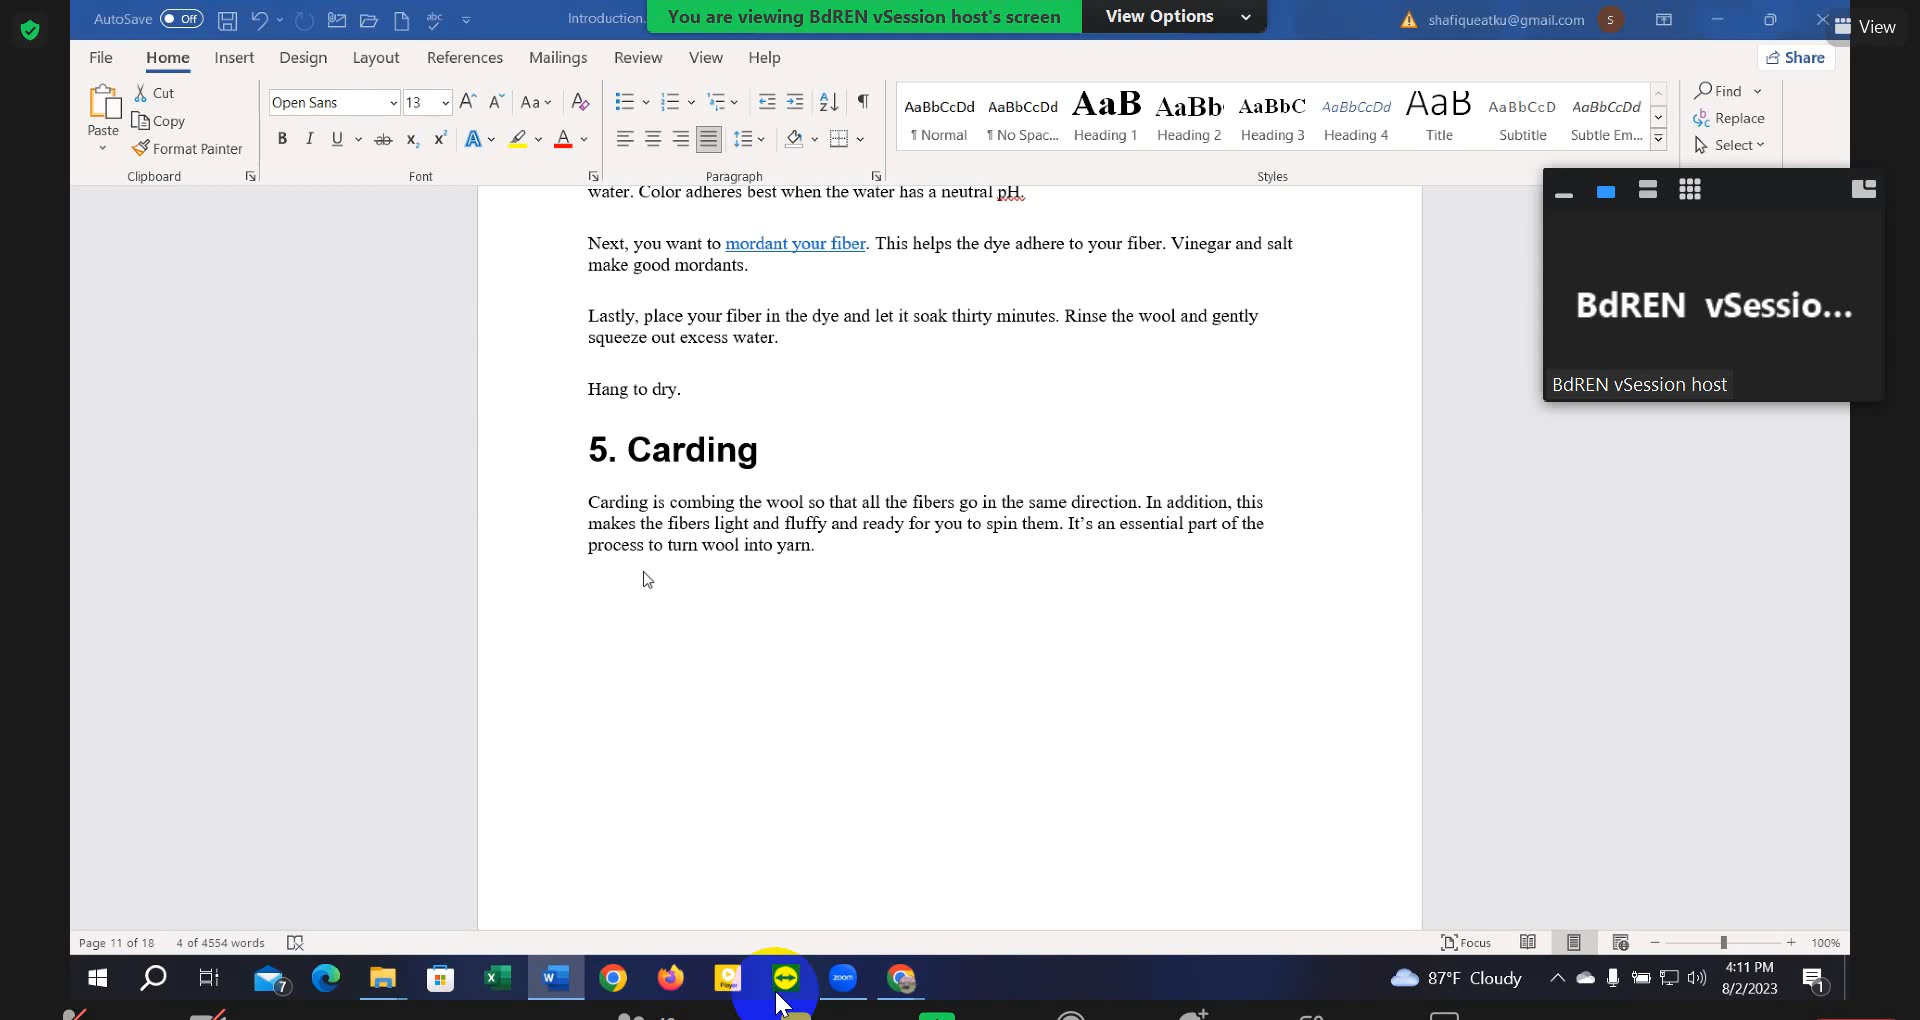 AutoSave Off Introduction. You are viewing BdREN vSession host's screen View Options shafiqueatku@gmail.com S View
File Home Insert Design Layout References Mailings Review View Help Share
Paste Cut Copy Format Painter
Clipboard
Open Sans 13 Aa
B I U ab x₂ x² A A
Font
Paragraph
AaBbCcDd AaBbCcDd AaB AaBb AaBbC AaBbCcDd AaB AaBbCcD AaBbCcDd
¶ Normal ¶ No Spac... Heading 1 Heading 2 Heading 3 Heading 4 Title Subtitle Subtle Em...
Styles
Find
Replace
Select
water. Color adheres best when the water has a neutral pH.
Next, you want to mordant your fiber. This helps the dye adhere to your fiber. Vinegar and salt
make good mordants.
Lastly, place your fiber in the dye and let it soak thirty minutes. Rinse the wool and gently
squeeze out excess water.
Hang to dry.
5. Carding
Carding is combing the wool so that all the fibers go in the same direction. In addition, this
makes the fibers light and fluffy and ready for you to spin them. It’s an essential part of the
process to turn wool into yarn.
BdREN vSessio...
BdREN vSession host
Page 11 of 18 4 of 4554 words Focus 100%
7 Player zoom 87°F Cloudy 4:11 PM
8/2/2023 1